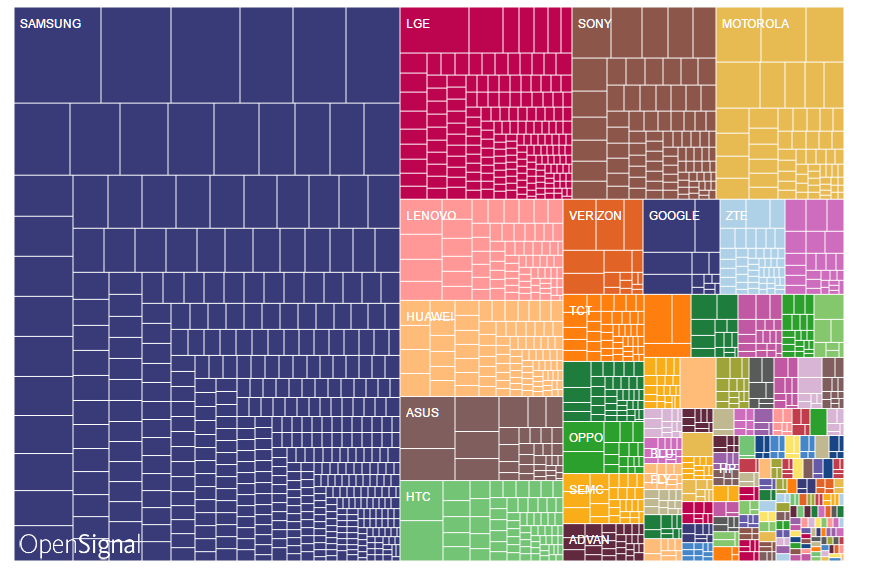 SAMSUNG
LGE
SONY
MOTOROLA
LENOVO
VERIZON
GOOGLE
ZTE
HUAWEI
TCT
ASUS
OPPO
BLU
HP
FLY
HTC
SEMC
ADVAN
OpenSignal